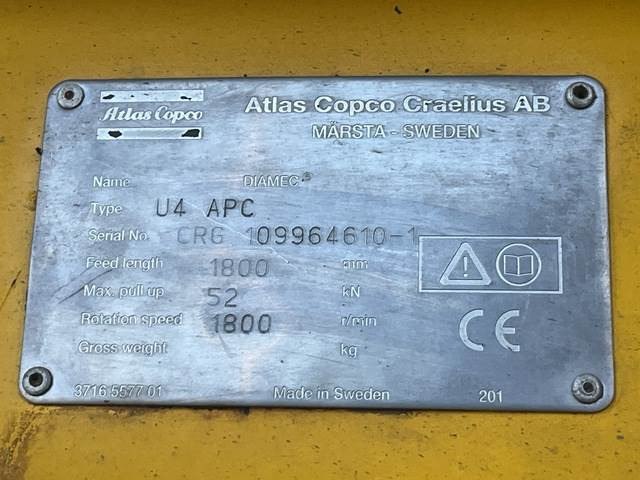 Atlas Copco
Atlas Copco Craelius AB
MÄRSTA - SWEDEN
Name DIAMEC®
Type U4 APC
Serial No CRG 109964610-1
Feed length 1800 mm
Max. pull up 52 kN
Rotation speed 1800 r/min
Gross weight kg
CE
3716 5577 01 Made in Sweden 201